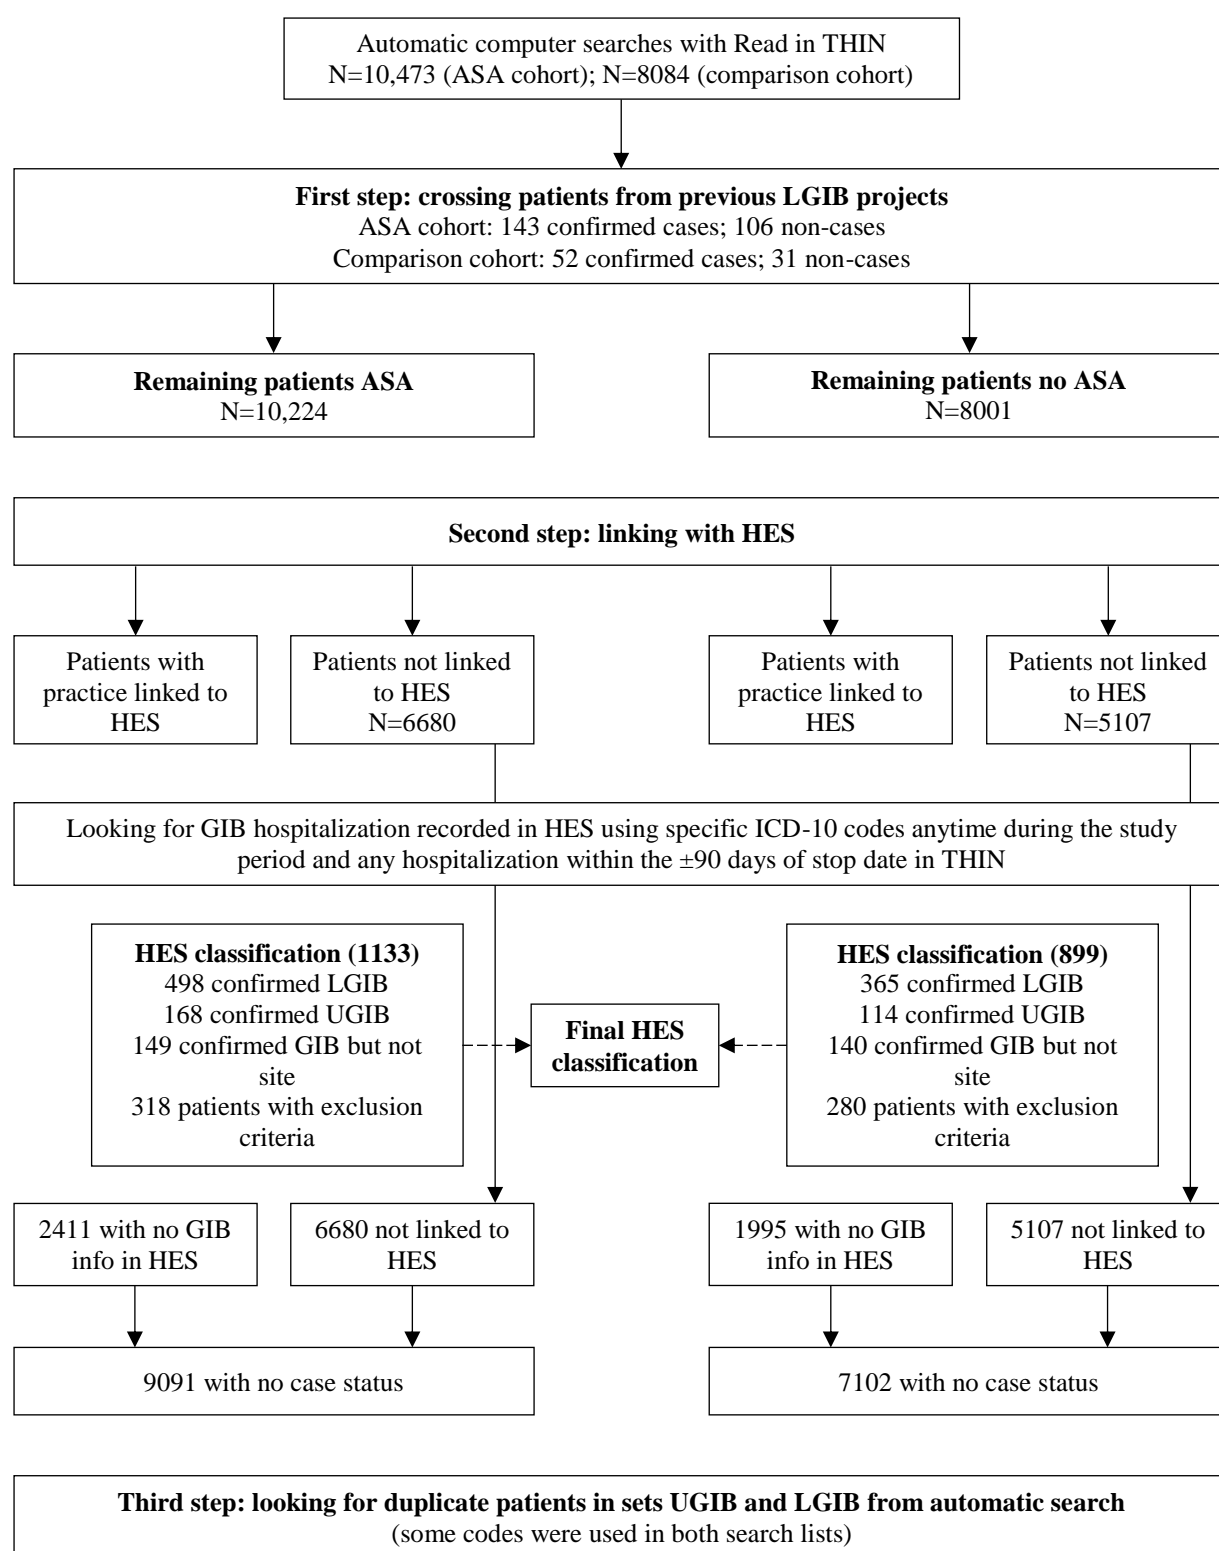 Automatic computer searches with Read in THIN
N=10,473 (ASA cohort); N=8084 (comparison cohort)
First step: crossing patients from previous LGIB projects
ASA cohort: 143 confirmed cases; 106 non-cases
Comparison cohort: 52 confirmed cases; 31 non-cases
Remaining patients ASA
N=10,224
Remaining patients no ASA
N=8001
Second step: linking with HES
Patients with
practice linked to
HES
Patients not linked
to HES
N=6680
Patients with
practice linked to
HES
Patients not linked
to HES
N=5107
Looking for GIB hospitalization recorded in HES using specific ICD-10 codes anytime during the study
period and any hospitalization within the ±90 days of stop date in THIN
HES classification (1133)
498 confirmed LGIB
168 confirmed UGIB
149 confirmed GIB but not
site
318 patients with exclusion
criteria
Final HES
classification
HES classification (899)
365 confirmed LGIB
114 confirmed UGIB
140 confirmed GIB but not
site
280 patients with exclusion
criteria
2411 with no GIB
info in HES
6680 not linked to
HES
1995 with no GIB
info in HES
5107 not linked to
HES
9091 with no case status
7102 with no case status
Third step: looking for duplicate patients in sets UGIB and LGIB from automatic search
(some codes were used in both search lists)